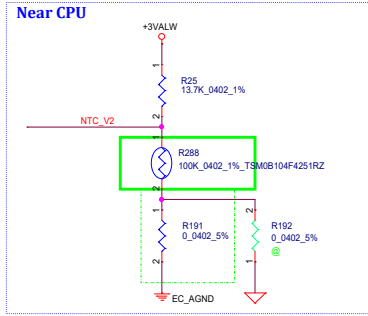 Near CPU
+3VALW
1
R25
13.7K_0402_1%
2
NTC_V2
1
R288
100K_0402_1%_TSM0B104F4251RZ
2
1
R191
0_0402_5%
2
2
R192
0_0402_5%
@
1
EC_AGND